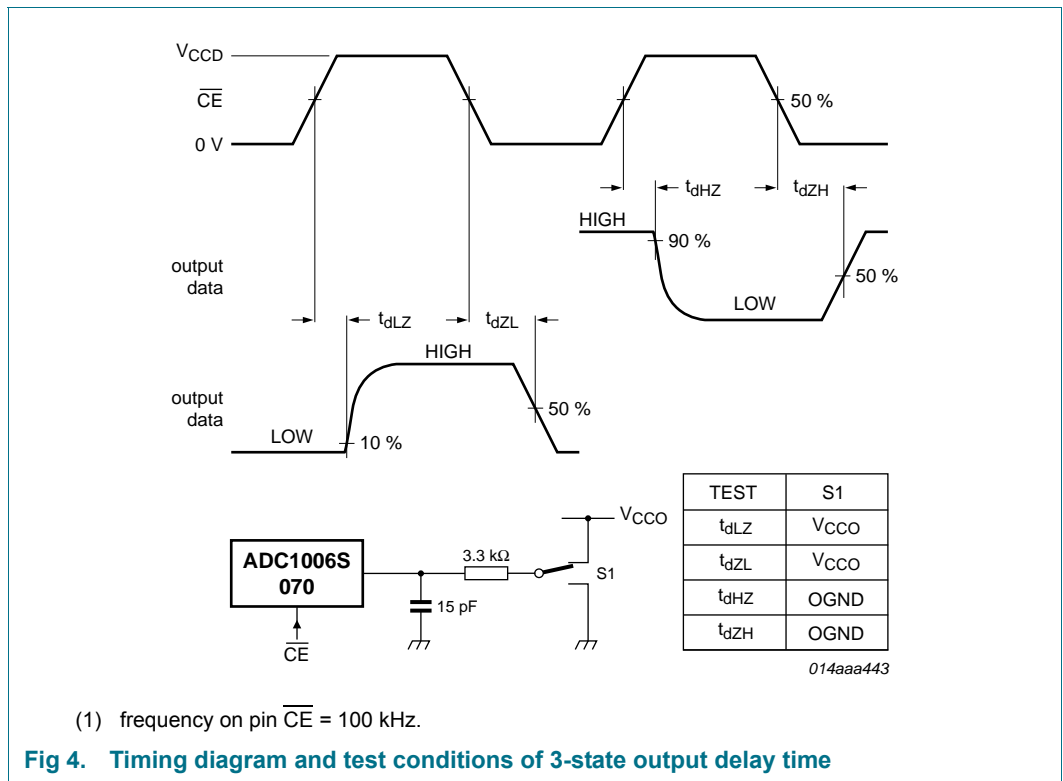 VCCD
CE
0 V
50 %
tdHZ
tdZH
HIGH
90 %
output
data
50 %
LOW
tdLZ
tdZL
HIGH
output
data
50 %
LOW
10 %
VCCO
3.3 kΩ
S1
ADC1006S
070
15 pF
CE
TEST S1
tdLZ VCCO
tdZL VCCO
tdHZ OGND
tdZH OGND
014aaa443
(1) frequency on pin CE = 100 kHz.
Fig 4. Timing diagram and test conditions of 3-state output delay time